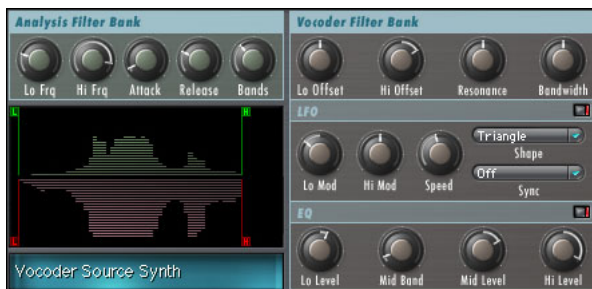 Analysis Filter Bank
Lo Frq Hi Frq Attack Release Bands
L H
L H
Vocoder Source Synth
Vocoder Filter Bank
Lo Offset Hi Offset Resonance Bandwidth
LFO
Triangle
Shape
Off
Sync
Lo Mod Hi Mod Speed
EQ
Lo Level Mid Band Mid Level Hi Level